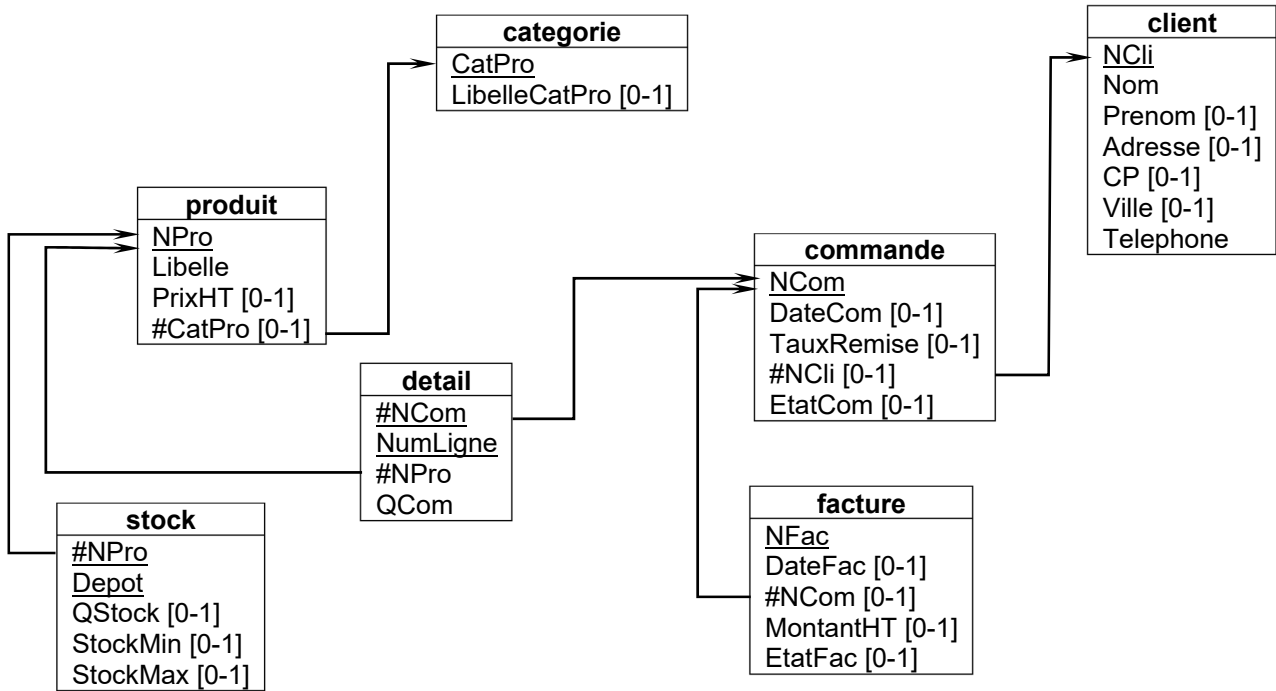 categorie
CatPro
LibelleCatPro [0-1]
client
NCli
Nom
Prenom [0-1]
Adresse [0-1]
CP [0-1]
Ville [0-1]
Telephone
produit
NPro
Libelle
PrixHT [0-1]
#CatPro [0-1]
commande
NCom
DateCom [0-1]
TauxRemise [0-1]
#NCli [0-1]
EtatCom [0-1]
detail
#NCom
NumLigne
#NPro
QCom
stock
#NPro
Depot
QStock [0-1]
StockMin [0-1]
StockMax [0-1]
facture
NFac
DateFac [0-1]
#NCom [0-1]
MontantHT [0-1]
EtatFac [0-1]